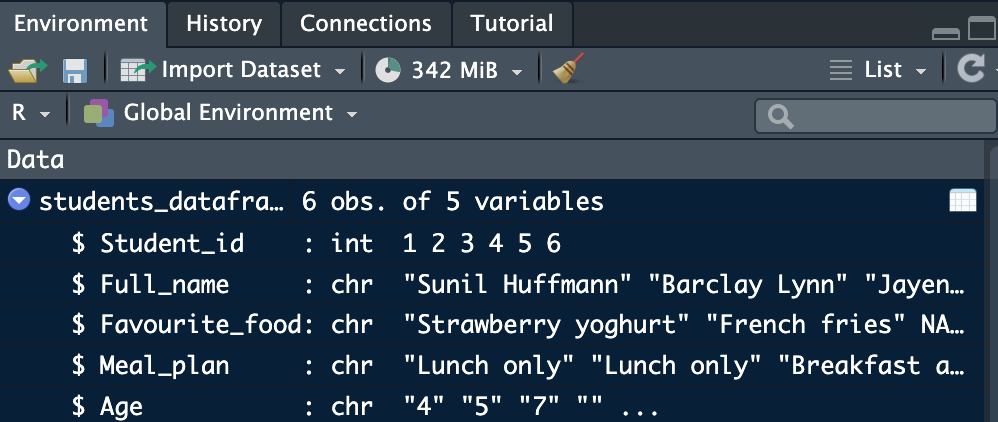 Environment History Connections Tutorial
Import Dataset 342 MiB List
R Global Environment
Data
students_datafra… 6 obs. of 5 variables
$ Student_id : int 1 2 3 4 5 6
$ Full_name : chr "Sunil Huffmann" "Barclay Lynn" "Jayen…
$ Favourite_food: chr "Strawberry yoghurt" "French fries" NA…
$ Meal_plan : chr "Lunch only" "Lunch only" "Breakfast a…
$ Age : chr "4" "5" "7" "" ...